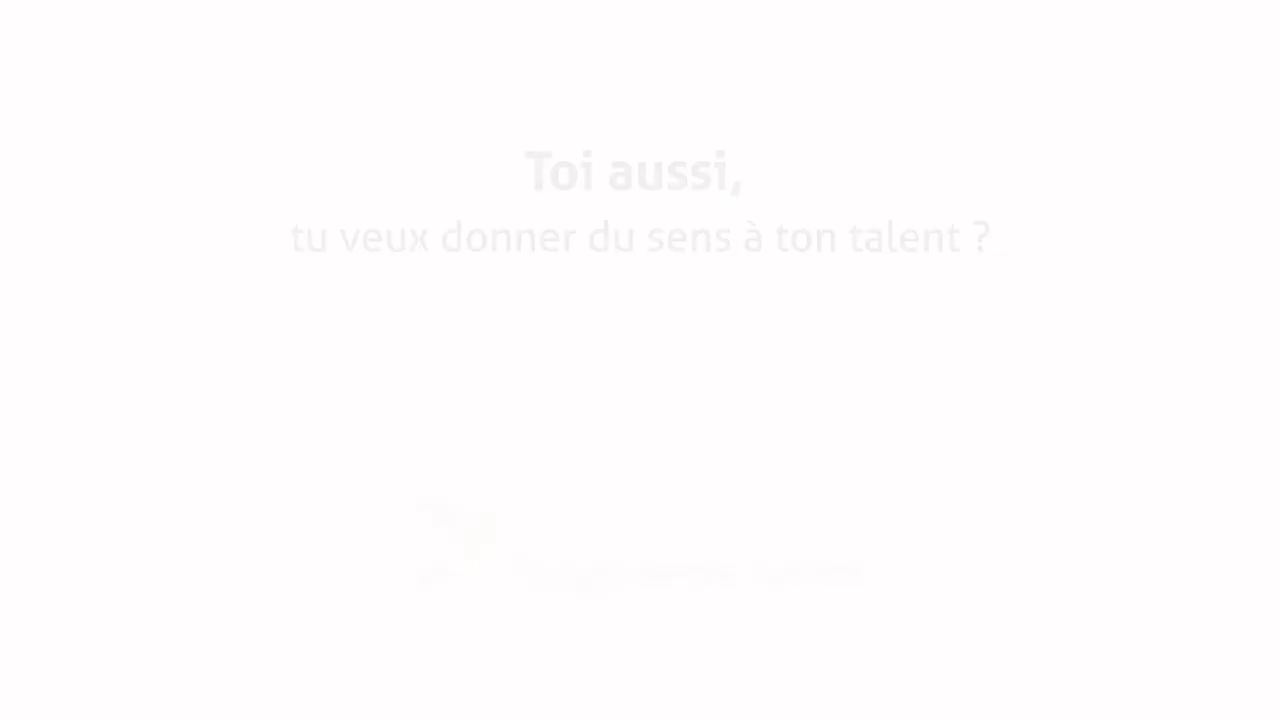 Toi aussi,
tu veux donner du sens à ton talent ?